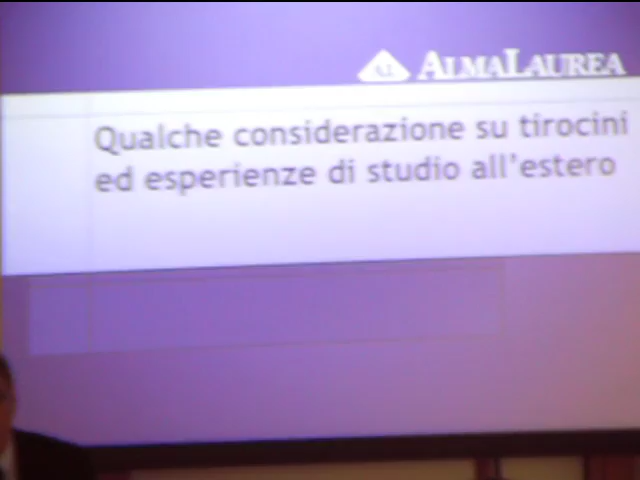 ALMALAUREA
Qualche considerazione su tirocini
ed esperienze di studio all'estero